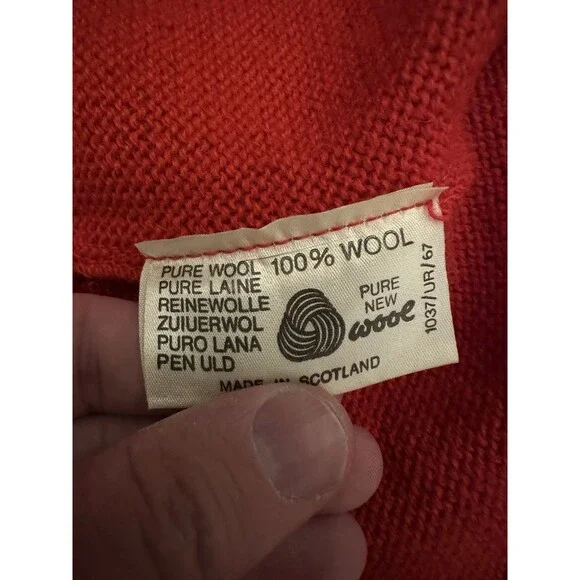 PURE WOOL 100% WOOL
PURE LAINE
REINEWOLLE
ZUIUERWOL
PURO LANA
PEN ULD
PURE
NEW
wool
MADE IN SCOTLAND
1037/UR/67